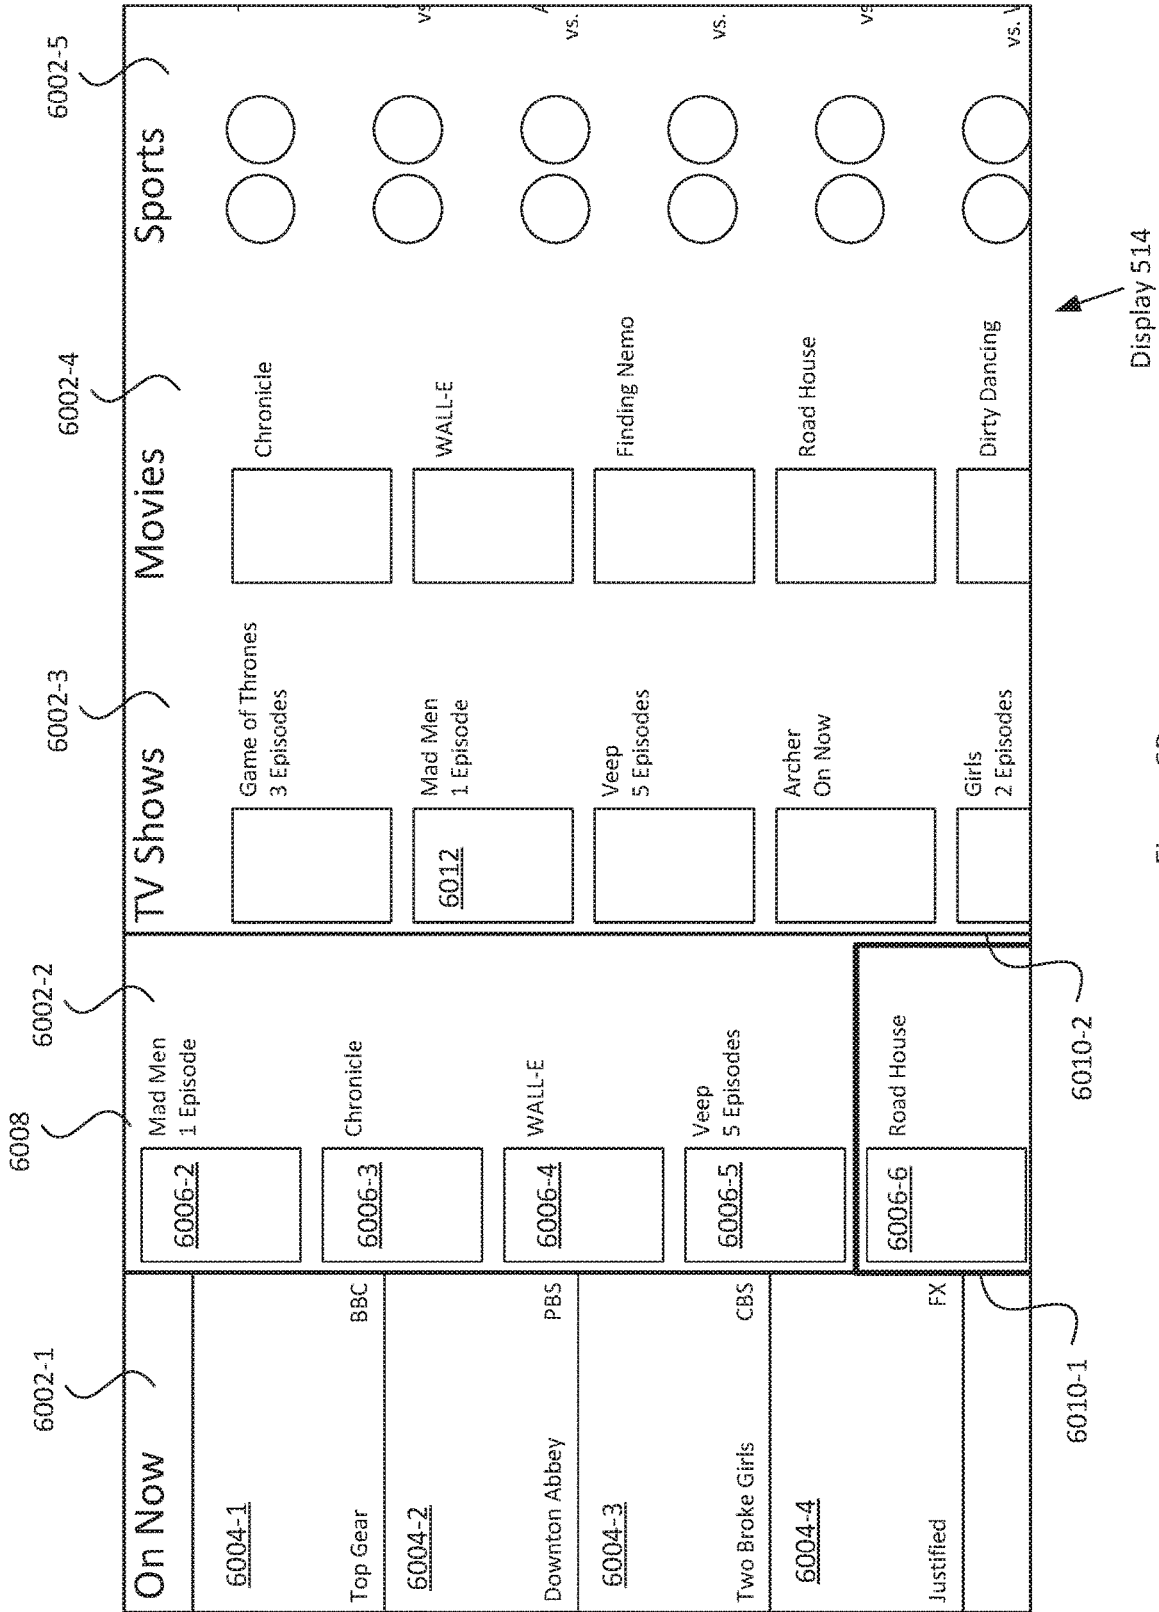 6002-1
6008
6002-2
6002-3
6002-4
6002-5
On Now
6004-1
Top Gear
BBC
6004-2
Downton Abbey
PBS
6004-3
Two Broke Girls
CBS
6004-4
Justified
FX
Mad Men
1 Episode
6006-2
Chronicle
6006-3
WALL-E
6006-4
Veep
5 Episodes
6006-5
Road House
6006-6
TV Shows
Game of Thrones
3 Episodes
Mad Men
1 Episode
6012
Veep
5 Episodes
Archer
On Now
Girls
2 Episodes
Movies
Chronicle
WALL-E
Finding Nemo
Road House
Dirty Dancing
Sports
vs.
vs.
vs.
vs.
vs.
6010-1
6010-2
Display 514